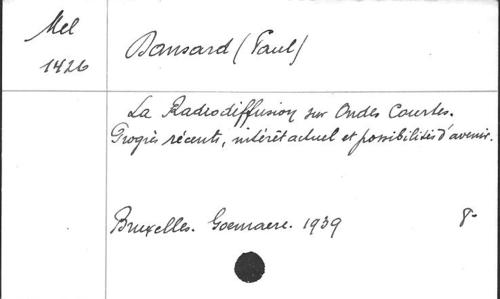 Mel
1426
Dansard (Paul)
La Radiodiffusion sur Ondes Courtes.
Progrès récents, intérêt actuel et possibilités d'avenir.
Bruxelles. Goemaere. 1939
8-